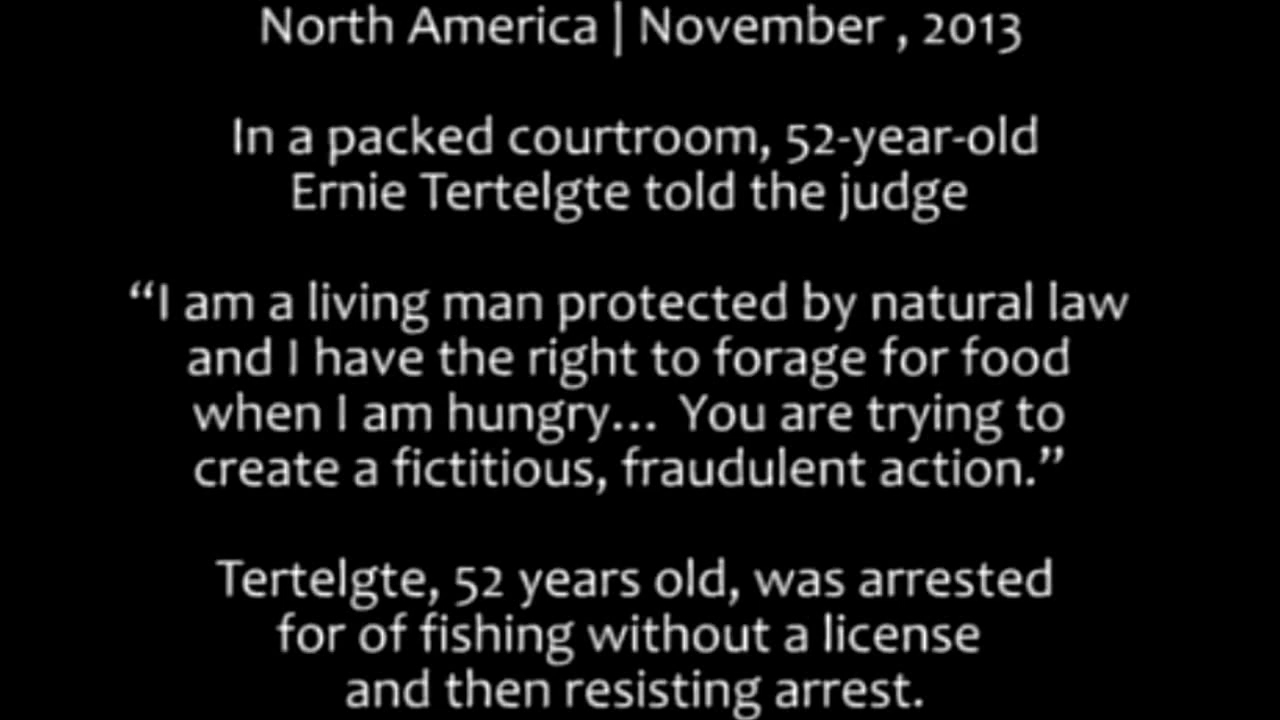 North America | November , 2013
In a packed courtroom, 52-year-old
Ernie Tertelgte told the judge
“I am a living man protected by natural law
and I have the right to forage for food
when I am hungry... You are trying to
create a fictitious, fraudulent action.”
Tertelgte, 52 years old, was arrested
for of fishing without a license
and then resisting arrest.